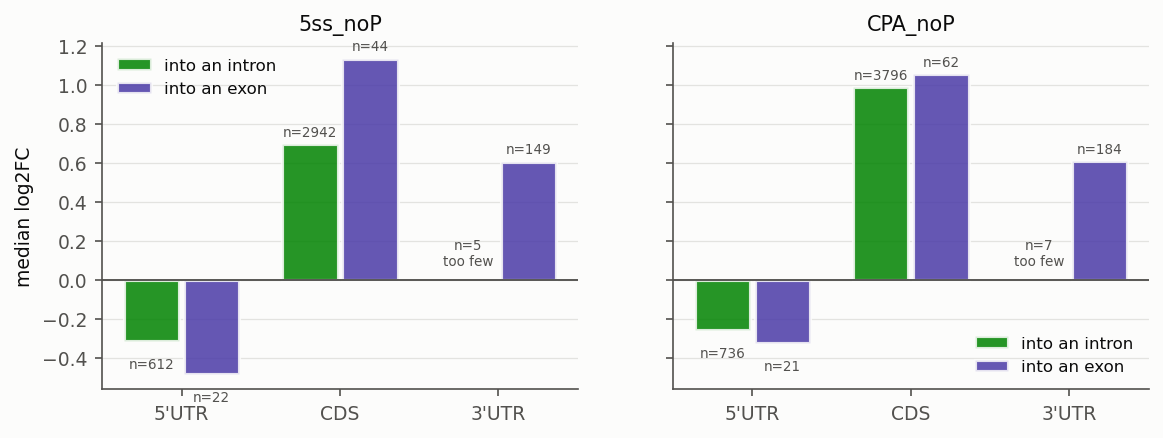 5ss_noP
CPA_noP
median log2FC
1.2
1.0
0.8
0.6
0.4
0.2
0.0
−0.2
−0.4
into an intron
into an exon
n=612
n=22
n=2942
n=44
n=5
too few
n=149
5'UTR
CDS
3'UTR
n=736
n=21
n=3796
n=62
n=7
too few
n=184
into an intron
into an exon
5'UTR
CDS
3'UTR